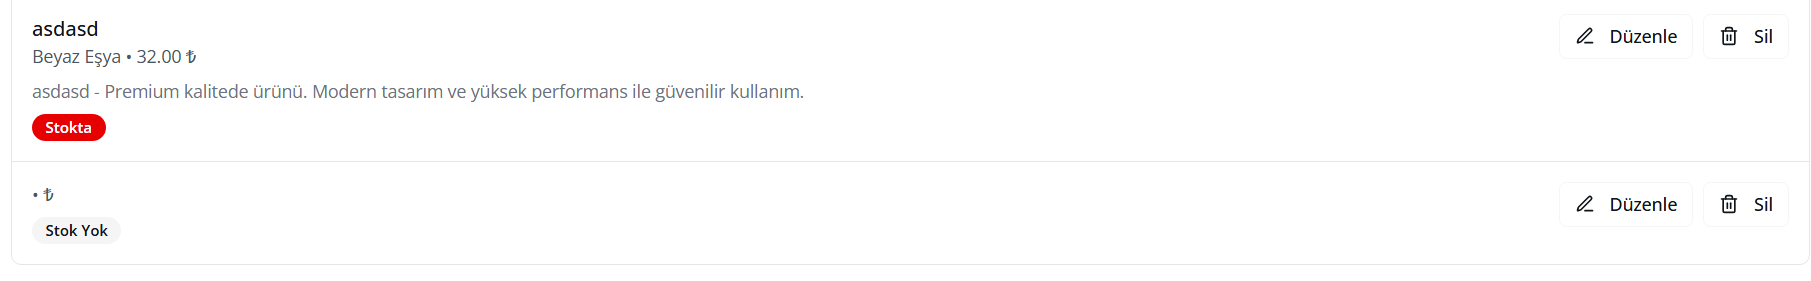 asdasd
Düzenle
Sil
Beyaz Eşya • 32.00 ₺
asdasd - Premium kalitede ürünü. Modern tasarım ve yüksek performans ile güvenilir kullanım.
Stokta
• ₺
Düzenle
Sil
Stok Yok